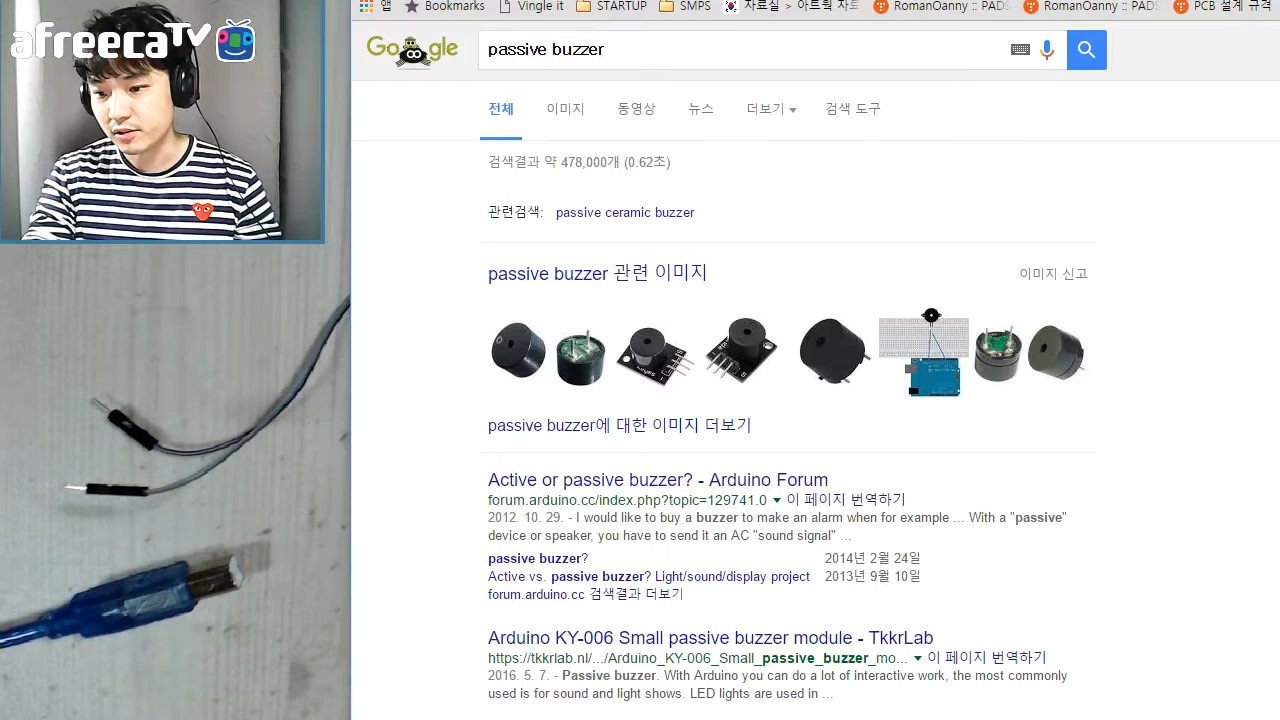 앱 Bookmarks Vingle it STARTUP SMPS 자료실 > 아트웍 자료 RomanOanny :: PADS RomanOanny :: PADS PCB 설계 규격
afreecaTV
Google
passive buzzer
전체 이미지 동영상 뉴스 더보기 검색 도구
검색결과 약 478,000개 (0.62초)
관련검색: passive ceramic buzzer
passive buzzer 관련 이미지 이미지 신고
passive buzzer에 대한 이미지 더보기
Active or passive buzzer? - Arduino Forum
forum.arduino.cc/index.php?topic=129741.0 이 페이지 번역하기
2012. 10. 29. - I would like to buy a buzzer to make an alarm when for example ... With a "passive"
device or speaker, you have to send it an AC "sound signal" ...
passive buzzer? 2014년 2월 24일
Active vs. passive buzzer? Light/sound/display project 2013년 9월 10일
forum.arduino.cc 검색결과 더보기
Arduino KY-006 Small passive buzzer module - TkkrLab
https://tkkrlab.nl/.../Arduino_KY-006_Small_passive_buzzer_mo... 이 페이지 번역하기
2016. 5. 7. - Passive buzzer. With Arduino you can do a lot of interactive work, the most commonly
used is for sound and light shows. LED lights are used in ...